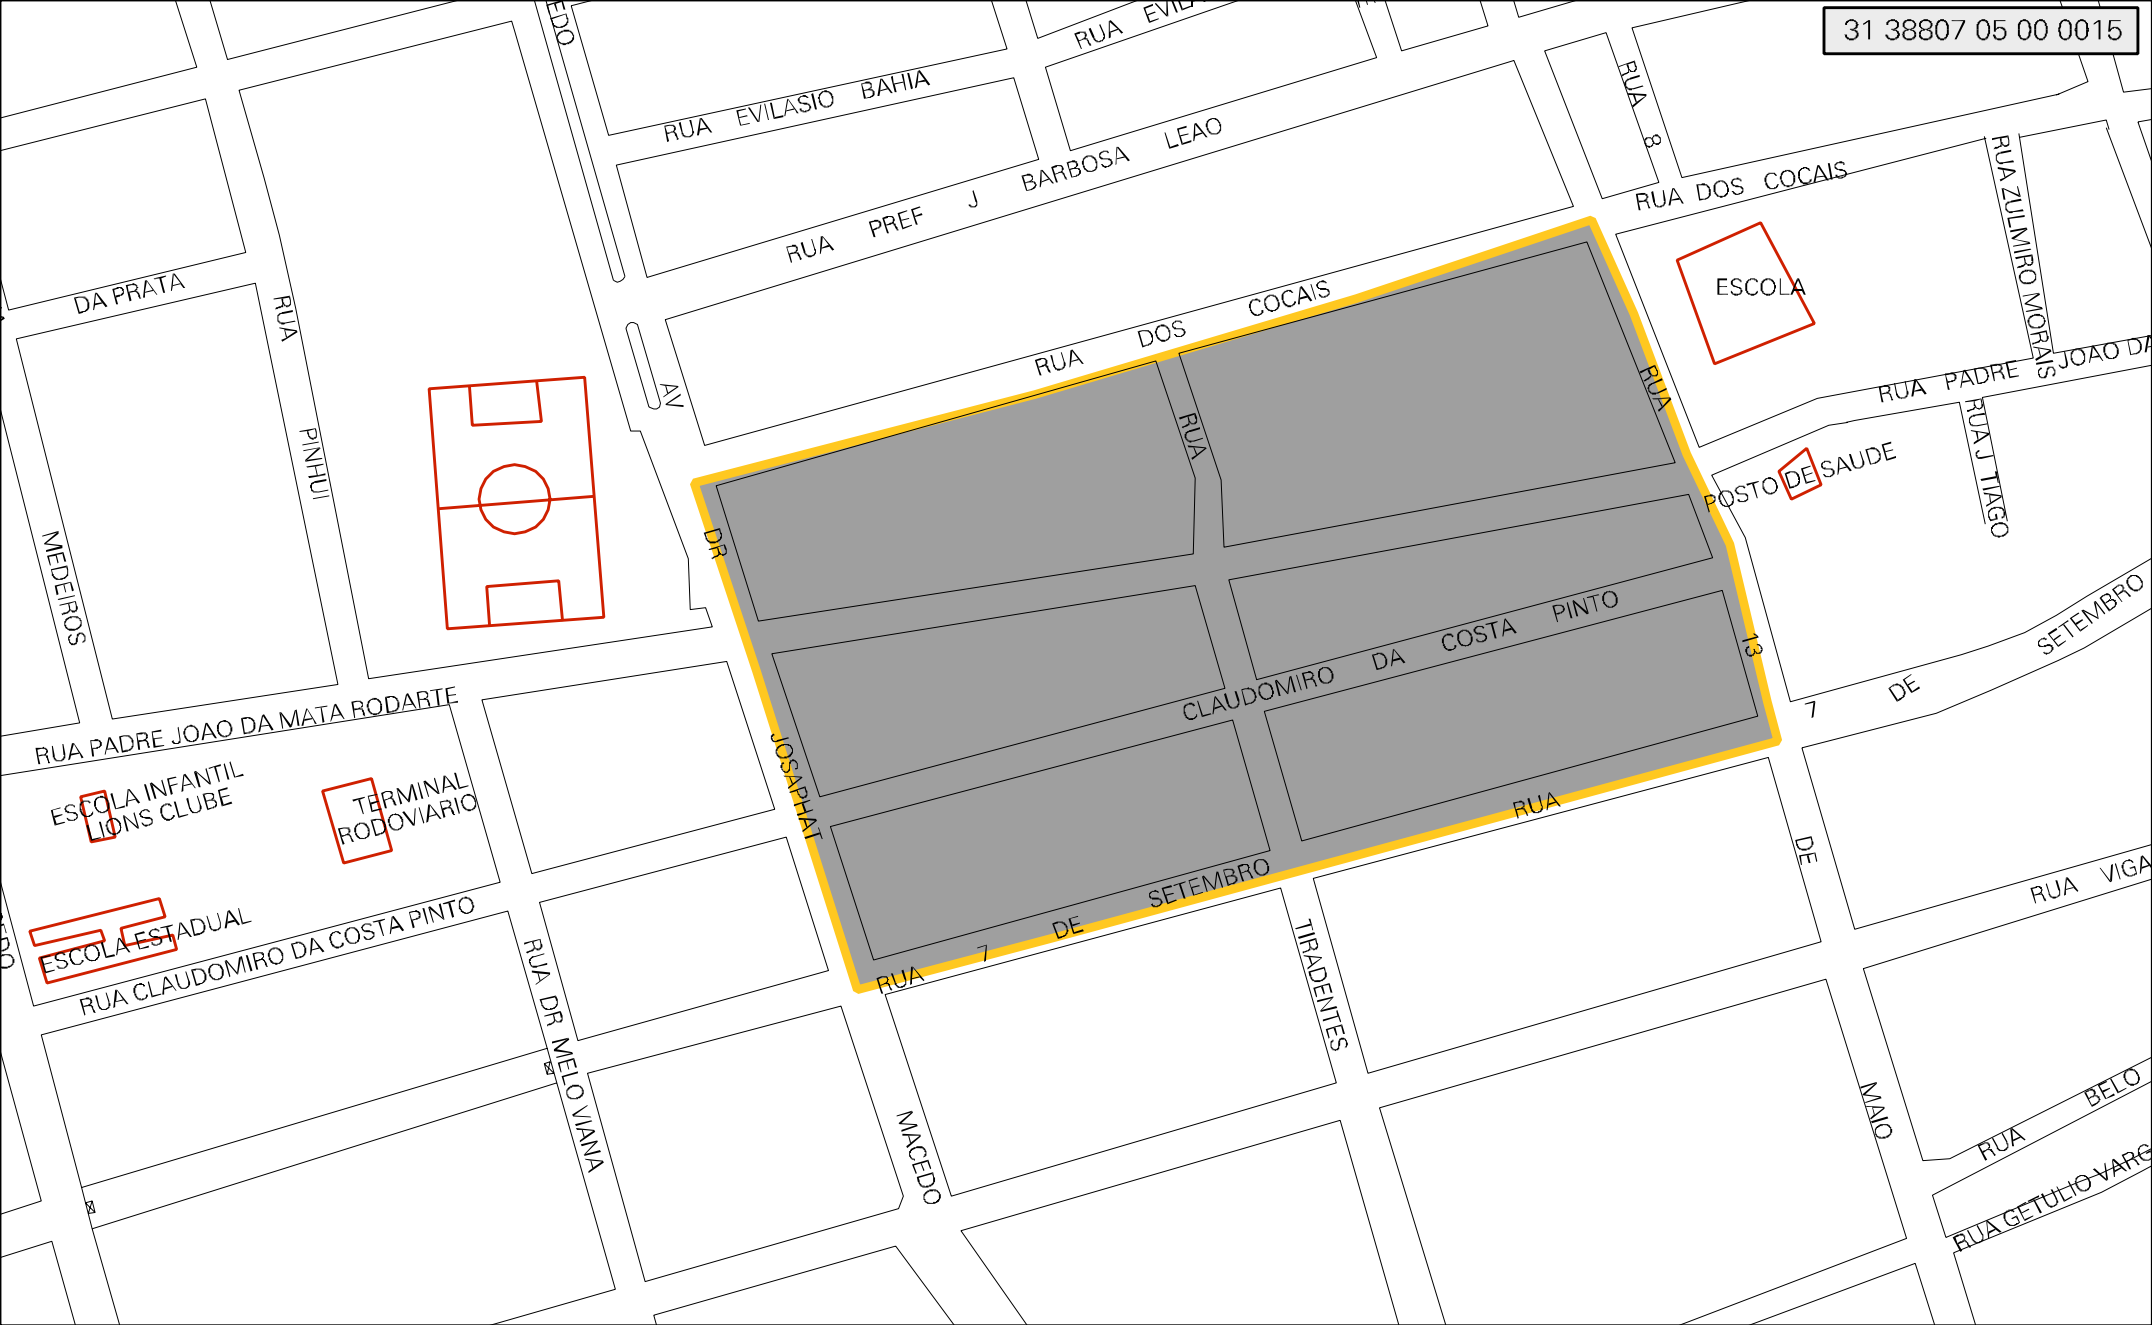 31 38807 05 00 0015
RUA EVILASIO BAHIA
RUA
RUA PREF J BARBOSA LEAO
RUA 8
RUA DOS COCAIS
RUA ZULMIRO MORAIS
ESCOLA
DA PRATA
RUA PINHUI
RUA DOS COCAIS
RUA PADRE JOAO DA
RUA J TIAGO
POSTO DE SAUDE
MEDEIROS
AV DR JOSAPHAT MACEDO
RUA TIRADENTES
RUA 13 DE MAIO
CLAUDOMIRO DA COSTA PINTO
RUA 7 DE SETEMBRO
RUA 7 DE SETEMBRO
RUA PADRE JOAO DA MATA RODARTE
ESCOLA INFANTIL
LIONS CLUBE
TERMINAL
RODOVIARIO
ESCOLA ESTADUAL
RUA CLAUDOMIRO DA COSTA PINTO
RUA DR MELO VIANA
RUA VIGA
RUA BELO
RUA GETULIO VARG